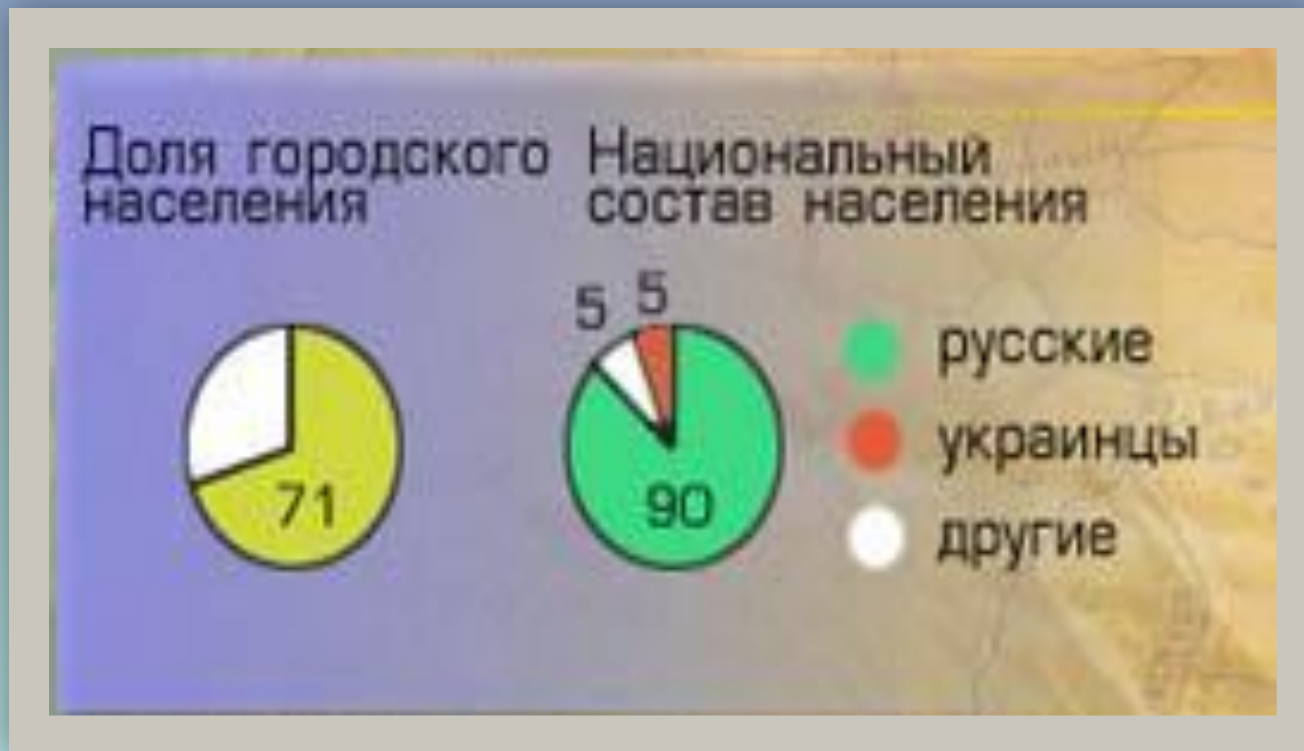 Доля городского
населения
Национальный
состав населения
71
5
5
90
русские
украинцы
другие